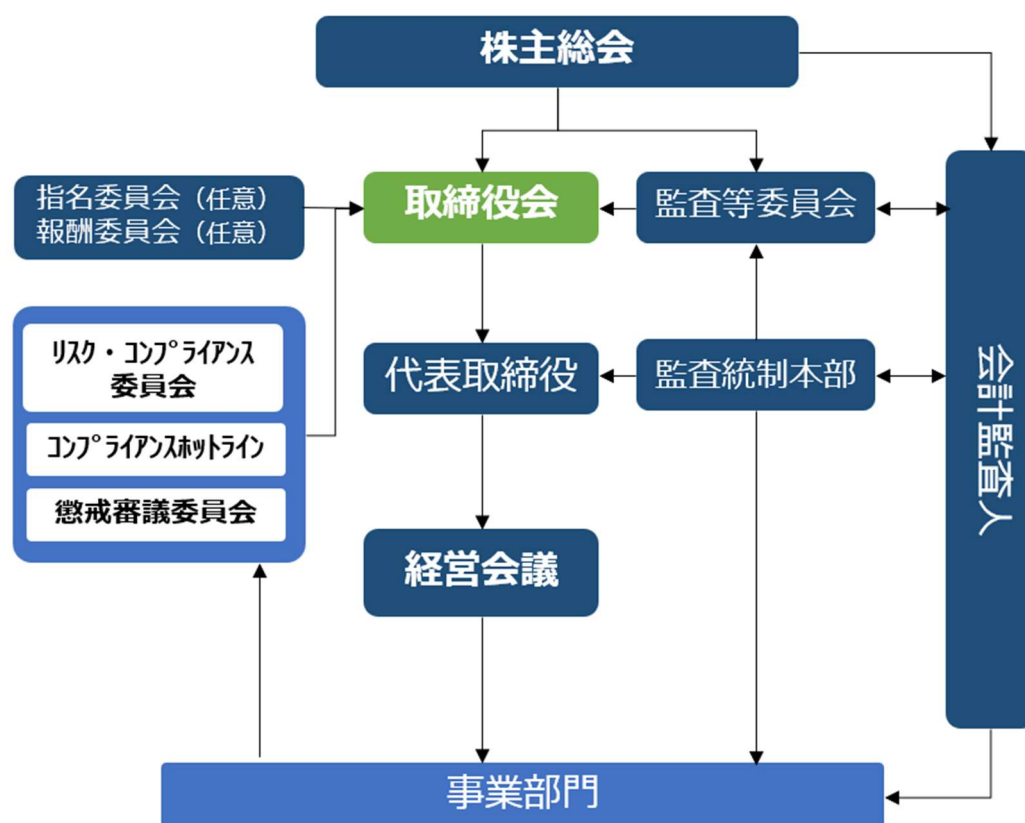 株主総会
指名委員会（任意）
報酬委員会（任意）
取締役会
監査等委員会
リスク・コンプライアンス
委員会
コンプライアンスホットライン
懲戒審議委員会
代表取締役
監査統制本部
会計監査人
経営会議
事業部門